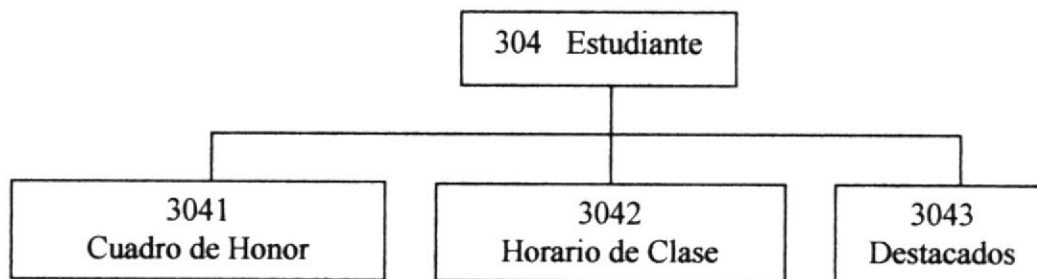 304 Estudiante
3041
Cuadro de Honor
3042
Horario de Clase
3043
Destacados